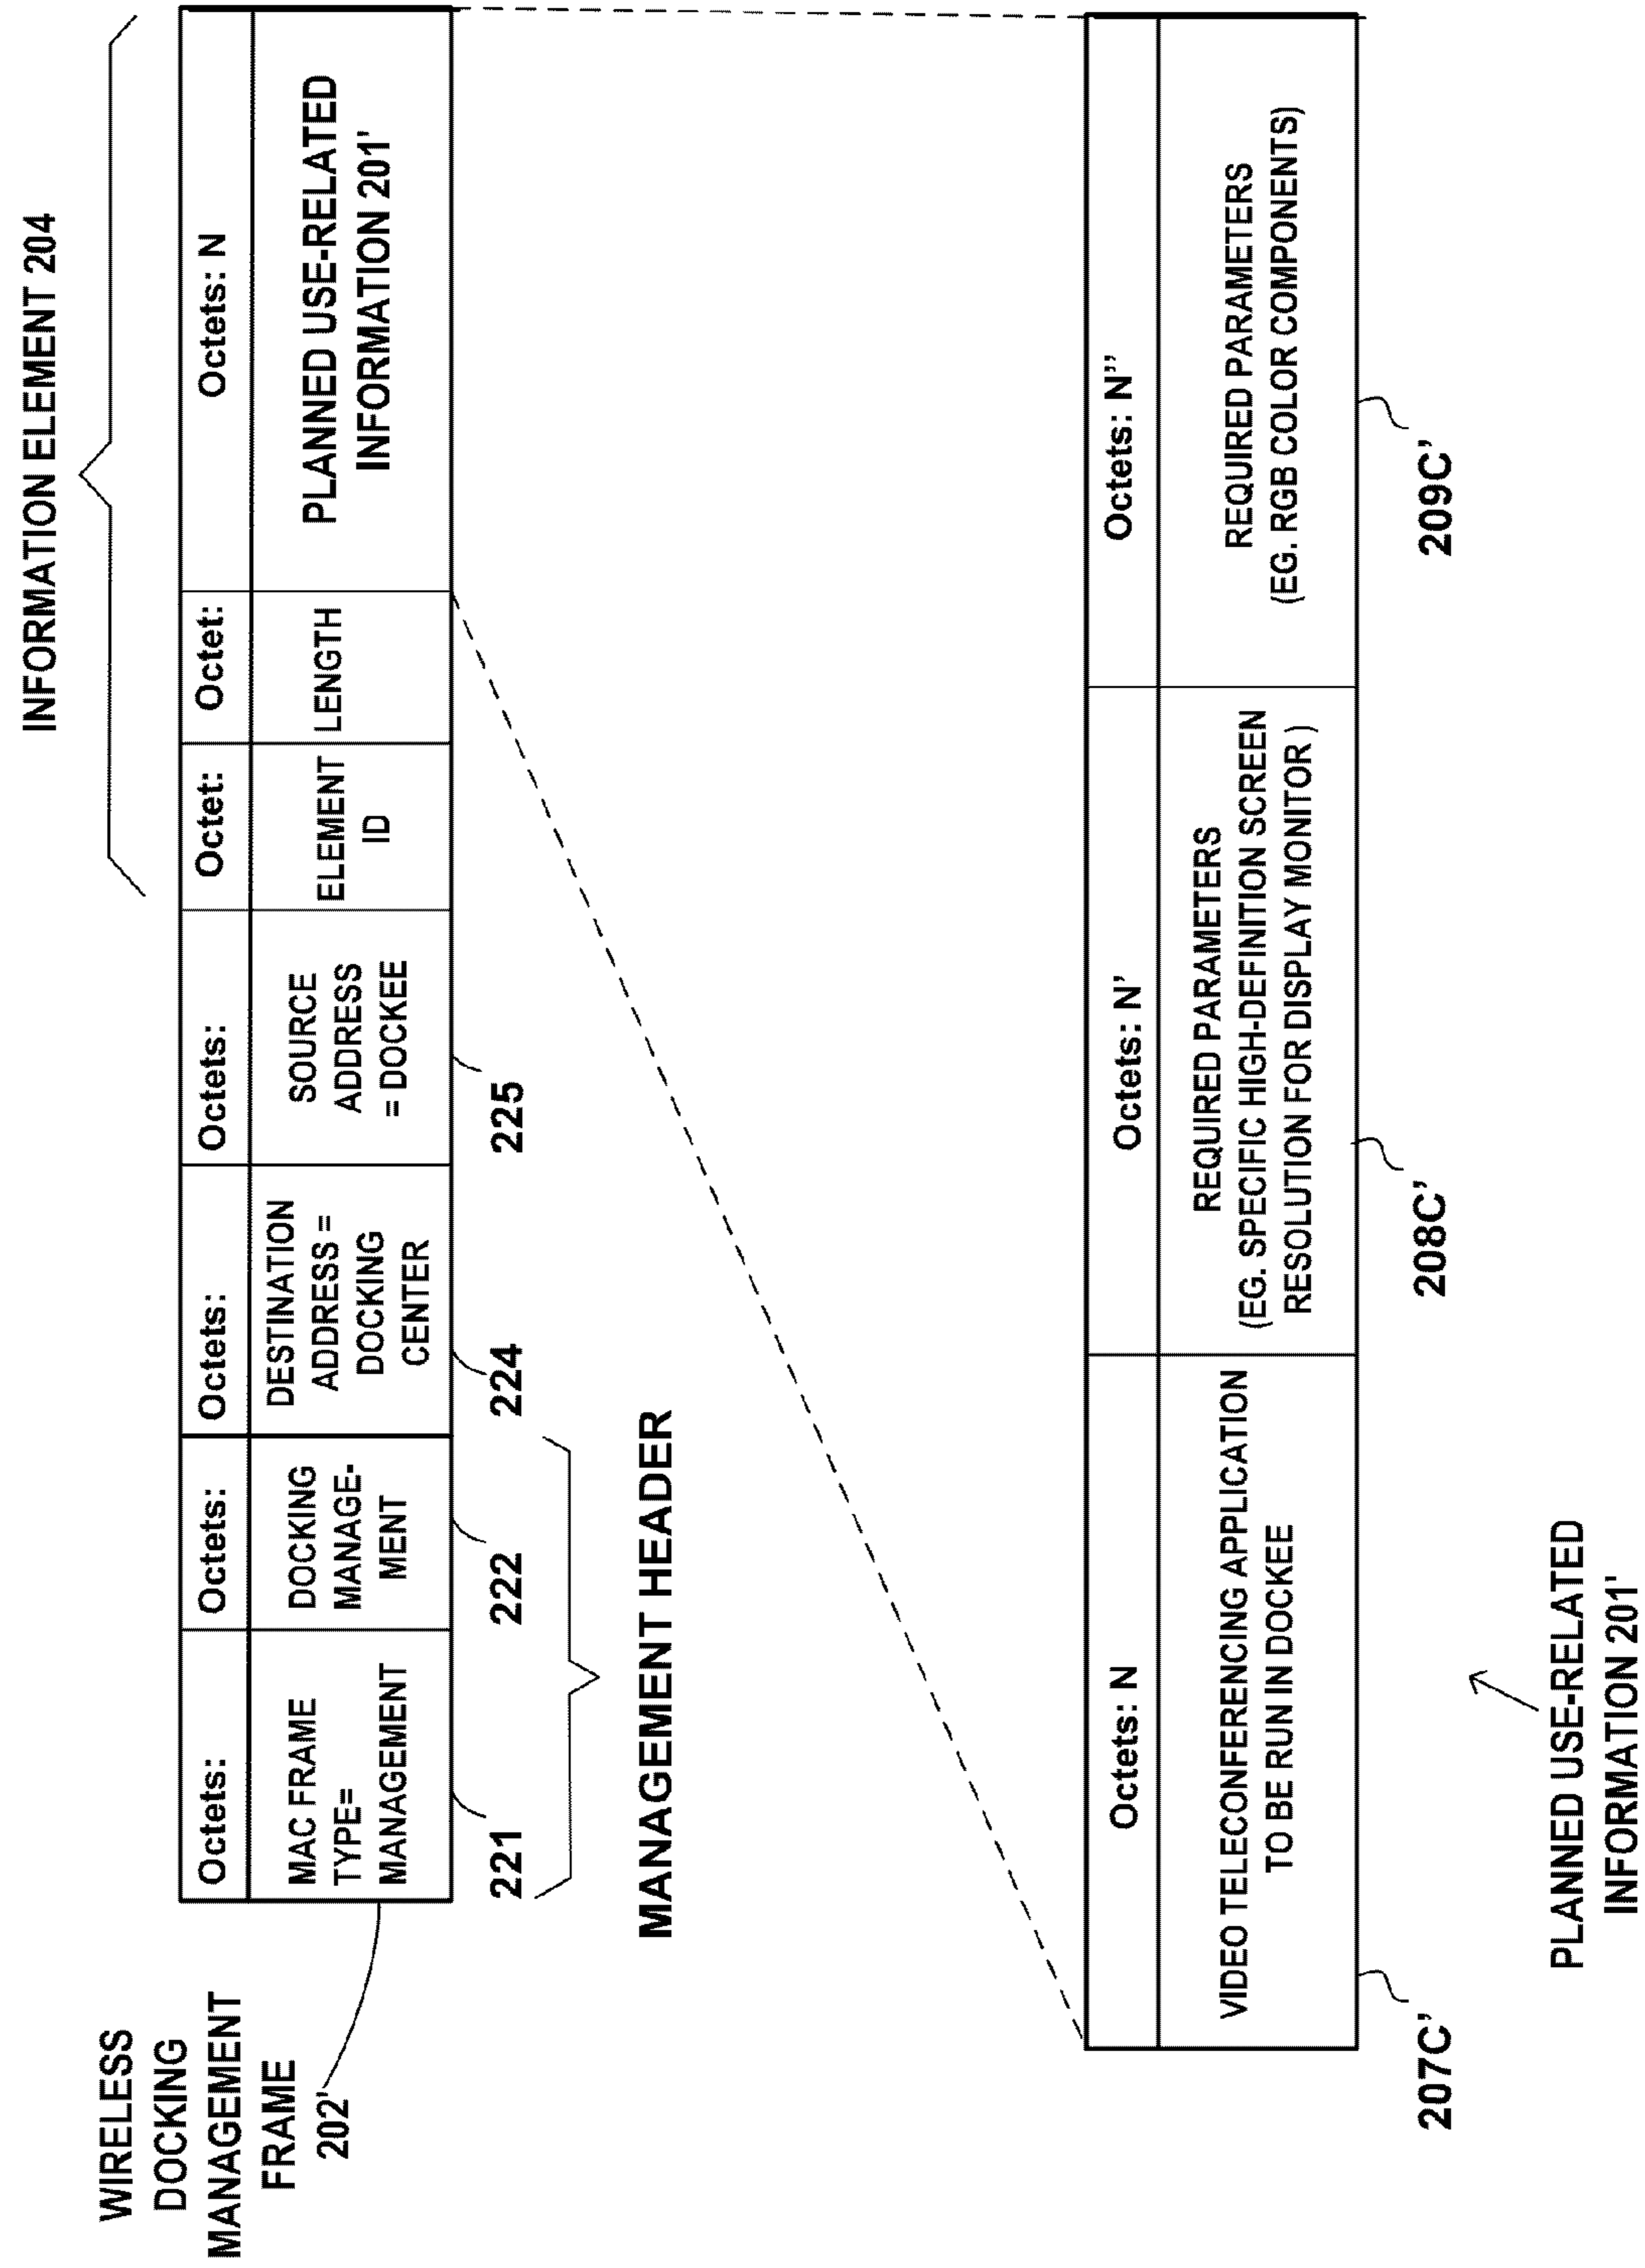 INFORMATION ELEMENT 204
WIRELESS
DOCKING
MANAGEMENT
FRAME
202'
Octets:
MAC FRAME
TYPE=
MANAGEMENT
221
Octets:
DOCKING
MANAGE-
MENT
222
Octets:
DESTINATION
ADDRESS =
DOCKING
CENTER
224
Octets:
SOURCE
ADDRESS
= DOCKEE
225
Octet:
ELEMENT
ID
Octet:
LENGTH
Octets: N
PLANNED USE-RELATED
INFORMATION 201'
MANAGEMENT HEADER
Octets: N
VIDEO TELECONFERENCING APPLICATION
TO BE RUN IN DOCKEE
207C'
Octets: N'
REQUIRED PARAMETERS
(EG. SPECIFIC HIGH-DEFINITION SCREEN
RESOLUTION FOR DISPLAY MONITOR )
208C'
Octets: N''
REQUIRED PARAMETERS
(EG. RGB COLOR COMPONENTS)
209C'
PLANNED USE-RELATED
INFORMATION 201'